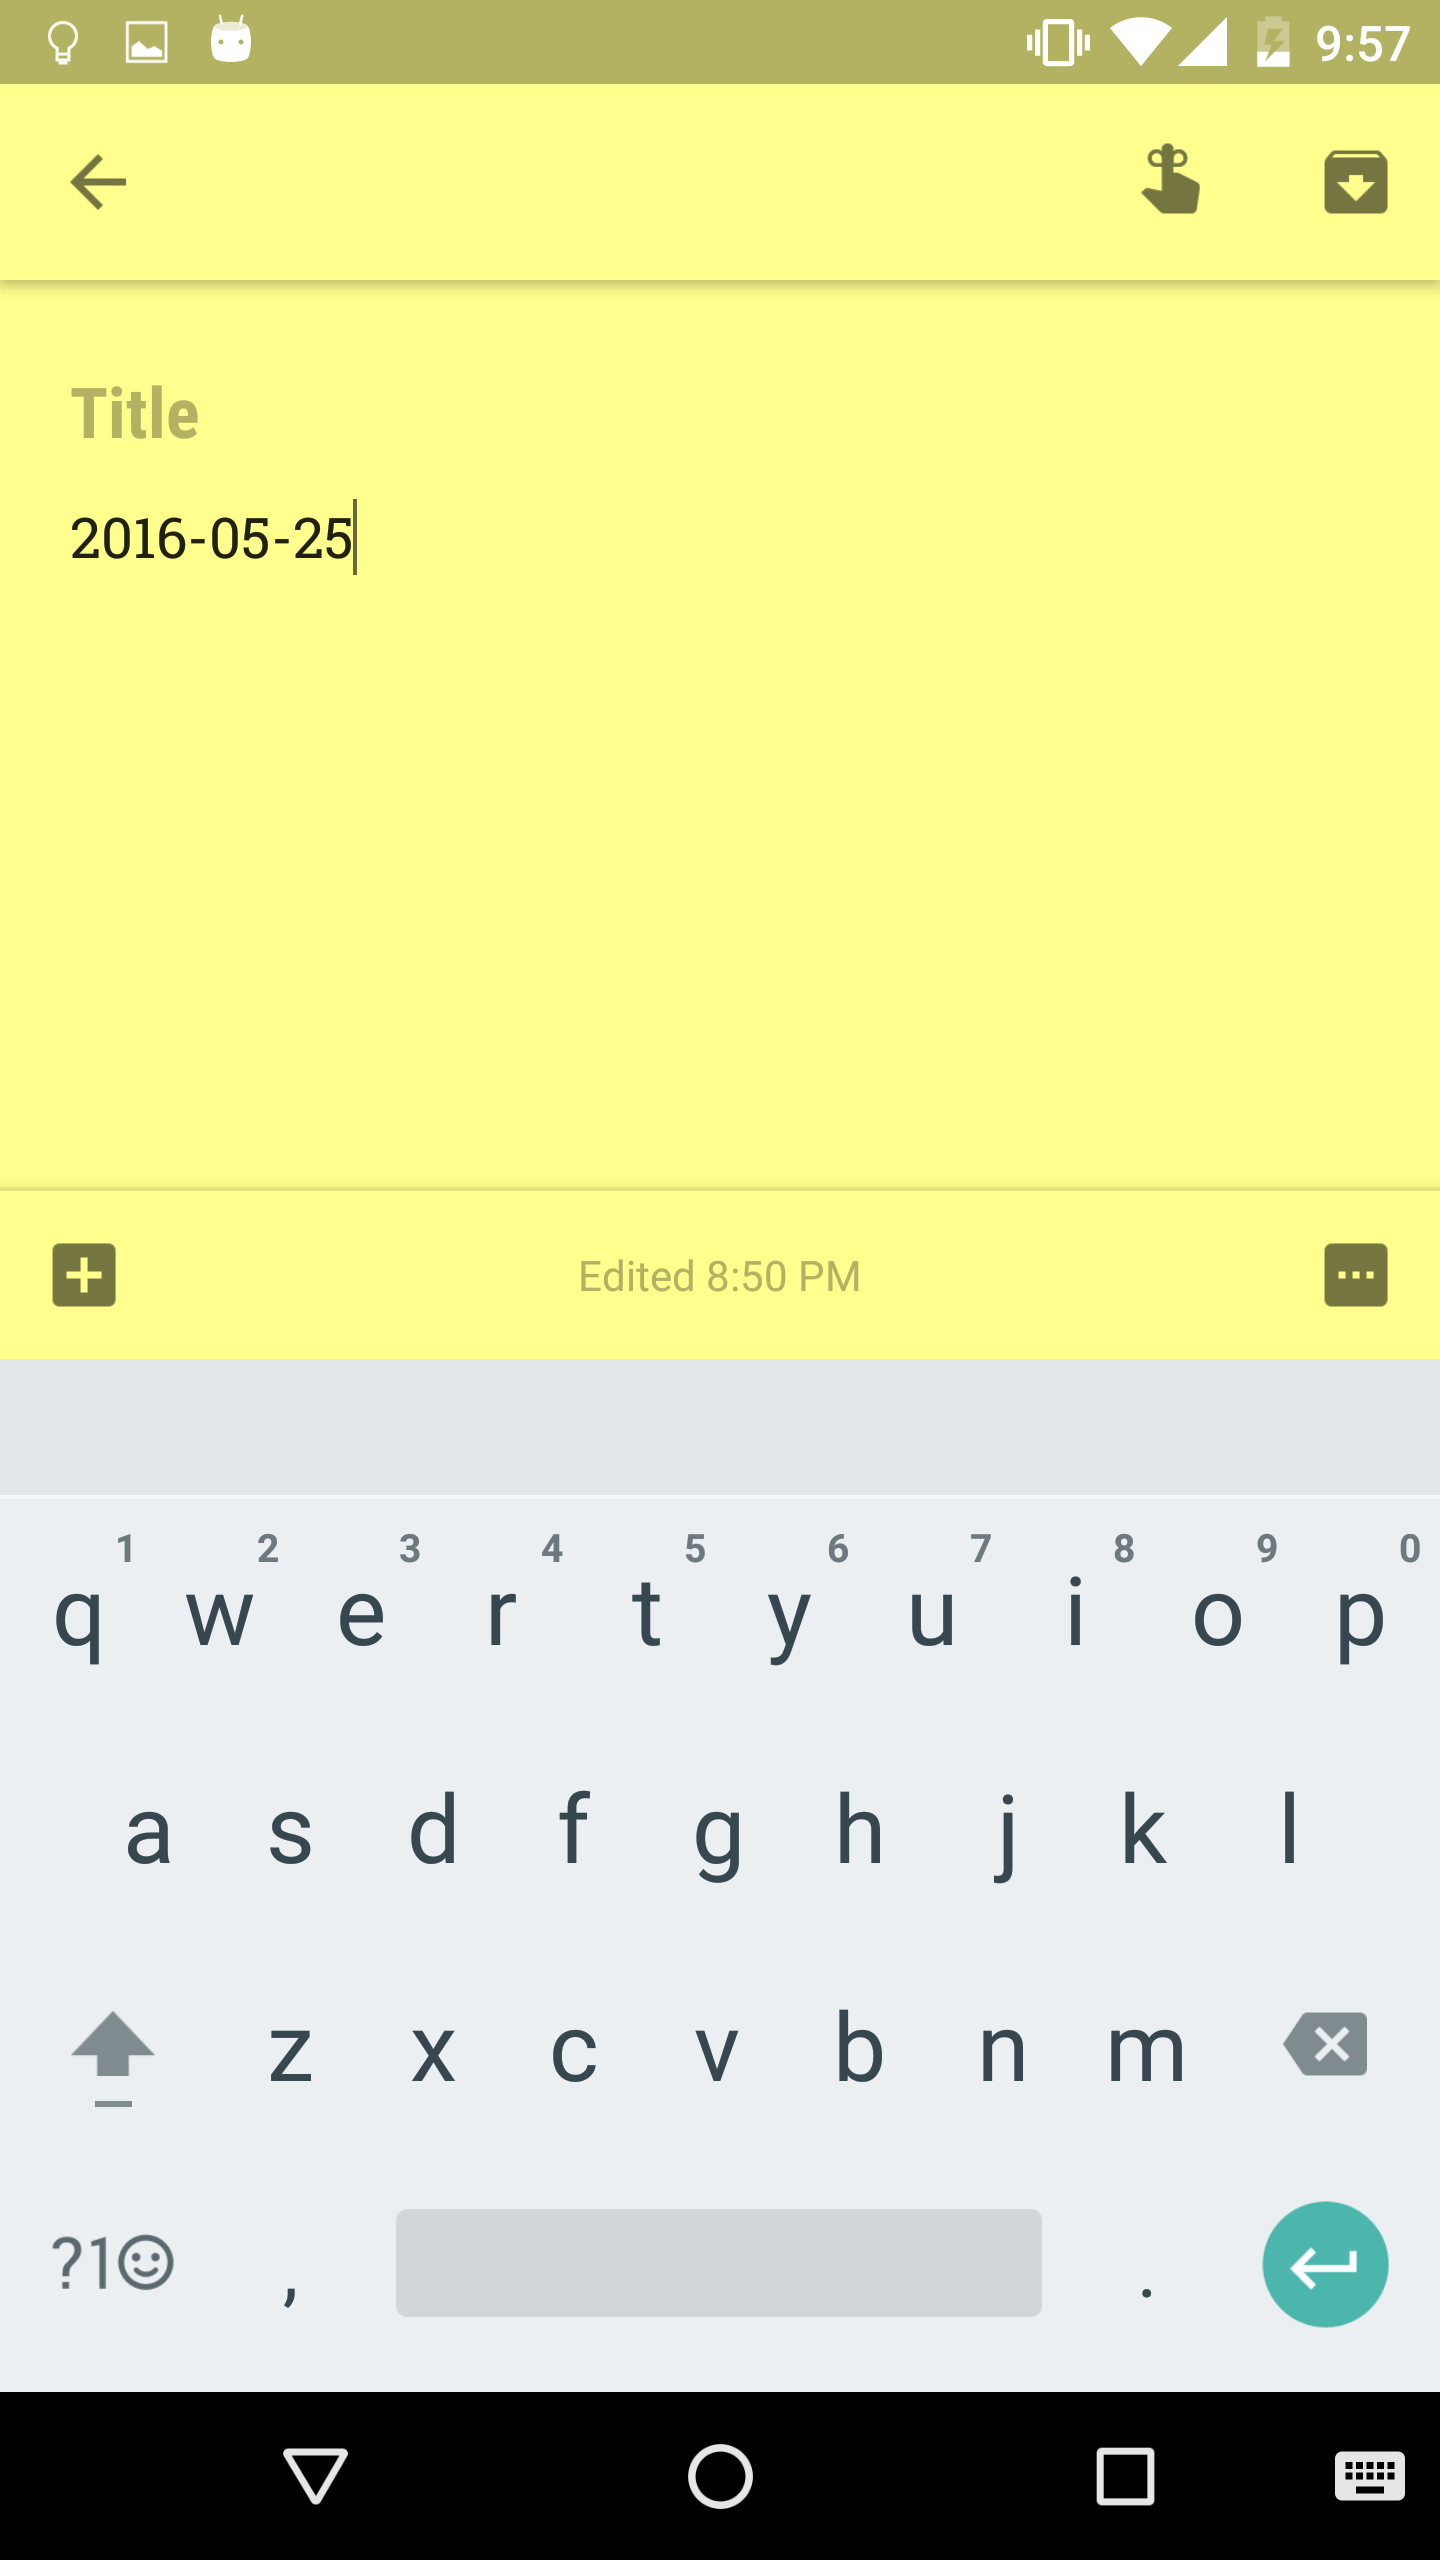 9:57
Title
2016-05-25
Edited 8:50 PM
1 2 3 4 5 6 7 8 9 0
q w e r t y u i o p
a s d f g h j k l
z x c v b n m
?1☺ , .